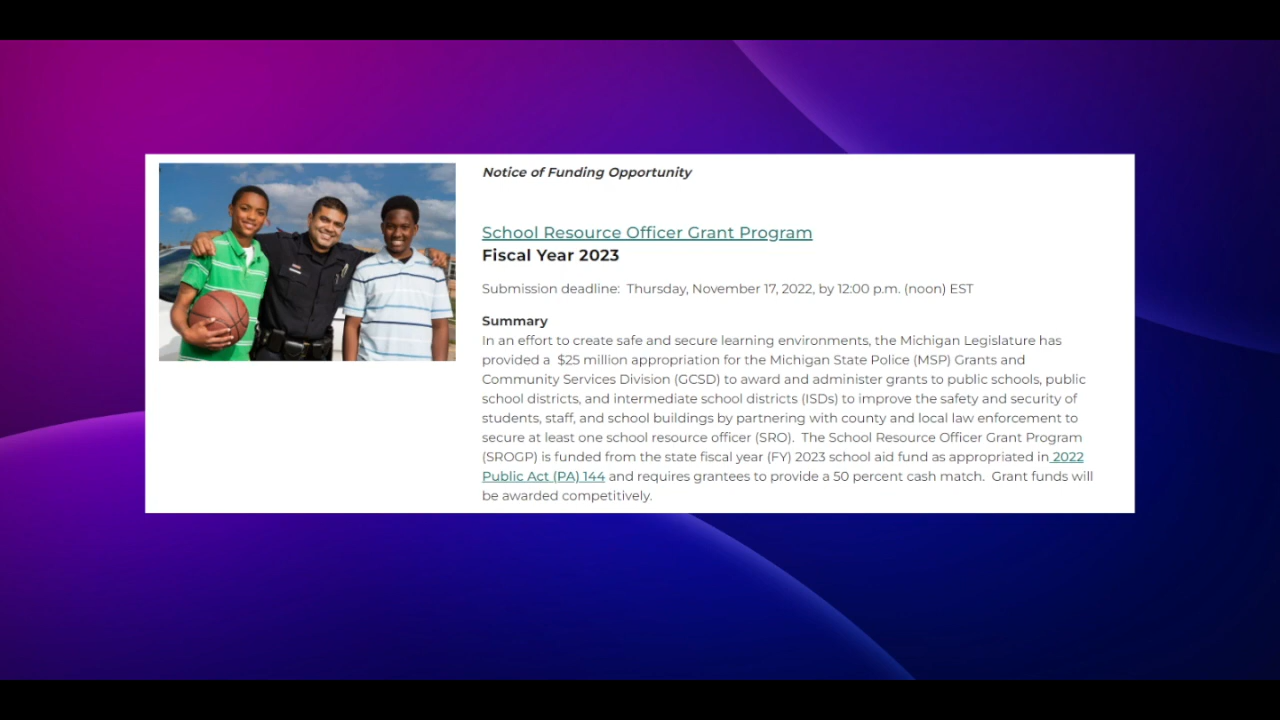 Notice of Funding Opportunity
School Resource Officer Grant Program
Fiscal Year 2023
Submission deadline:  Thursday, November 17, 2022, by 12:00 p.m. (noon) EST
Summary
In an effort to create safe and secure learning environments, the Michigan Legislature has
provided a  $25 million appropriation for the Michigan State Police (MSP) Grants and
Community Services Division (GCSD) to award and administer grants to public schools, public
school districts, and intermediate school districts (ISDs) to improve the safety and security of
students, staff, and school buildings by partnering with county and local law enforcement to
secure at least one school resource officer (SRO).  The School Resource Officer Grant Program
(SROGP) is funded from the state fiscal year (FY) 2023 school aid fund as appropriated in 2022
Public Act (PA) 144 and requires grantees to provide a 50 percent cash match.  Grant funds will
be awarded competitively.